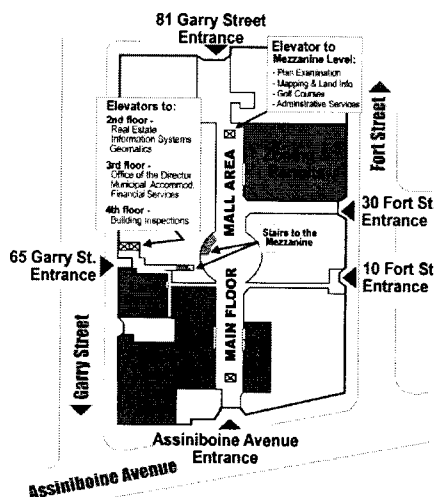 81 Garry Street
Entrance
Elevator to
Mezzanine Level:
- Plan Examination
- Mapping & Land Info
- Golf Courses
- Adminstrative Services
Elevators to:
2nd floor -
Real Estate
Information Systems
Geomatics
3rd floor -
Office of the Director
Municipal Accommod.
Financial Services
4th floor -
Building Inspections
MALL AREA
Fort Street
30 Fort St
Entrance
Stairs to the
Mezzanine
65 Garry St.
Entrance
10 Fort St
Entrance
MAIN FLOOR
Garry Street
Assiniboine Avenue
Entrance
Assiniboine Avenue